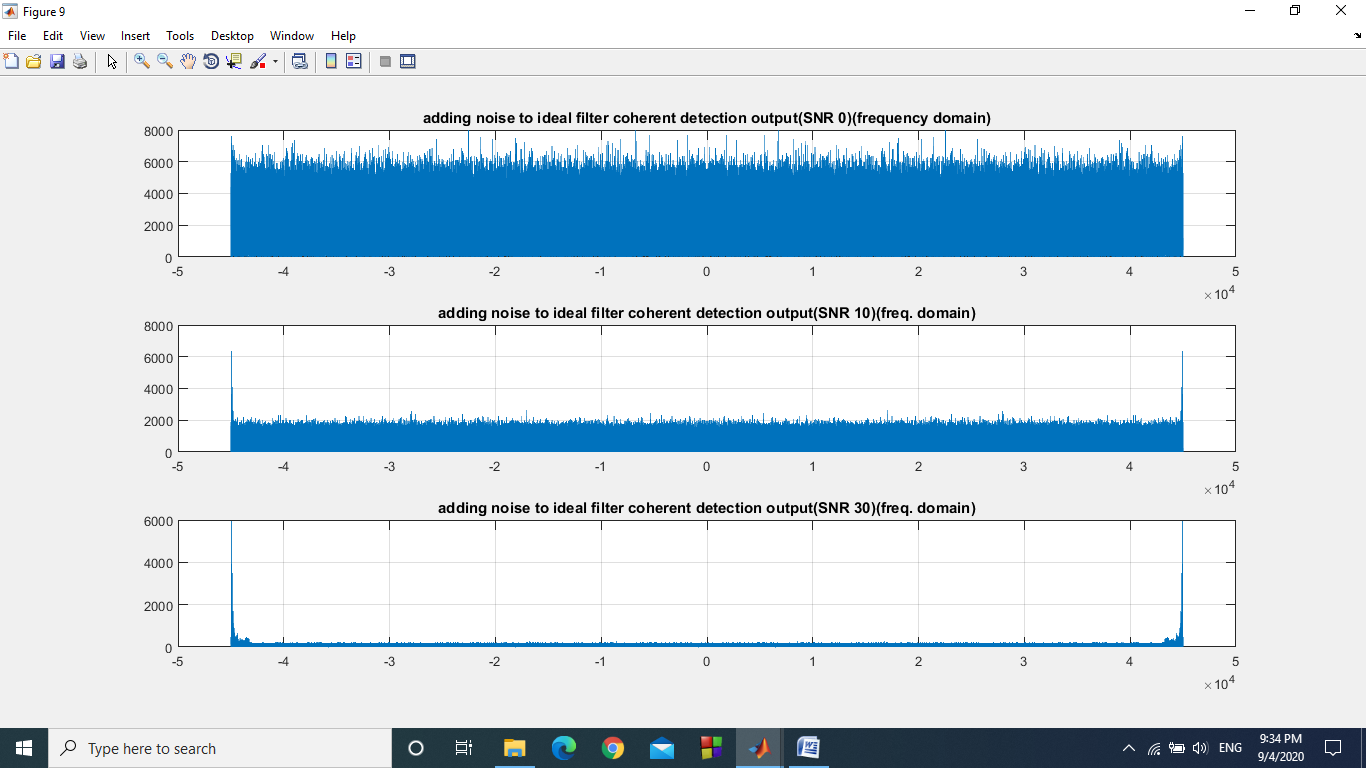 Figure 9
File Edit View Insert Tools Desktop Window Help
adding noise to ideal filter coherent detection output(SNR 0)(frequency domain)
8000
6000
4000
2000
0
-5 -4 -3 -2 -1 0 1 2 3 4 5
×10^4
adding noise to ideal filter coherent detection output(SNR 10)(freq. domain)
8000
6000
4000
2000
0
-5 -4 -3 -2 -1 0 1 2 3 4 5
×10^4
adding noise to ideal filter coherent detection output(SNR 30)(freq. domain)
6000
4000
2000
0
-5 -4 -3 -2 -1 0 1 2 3 4 5
×10^4
Type here to search
ENG
9:34 PM
9/4/2020